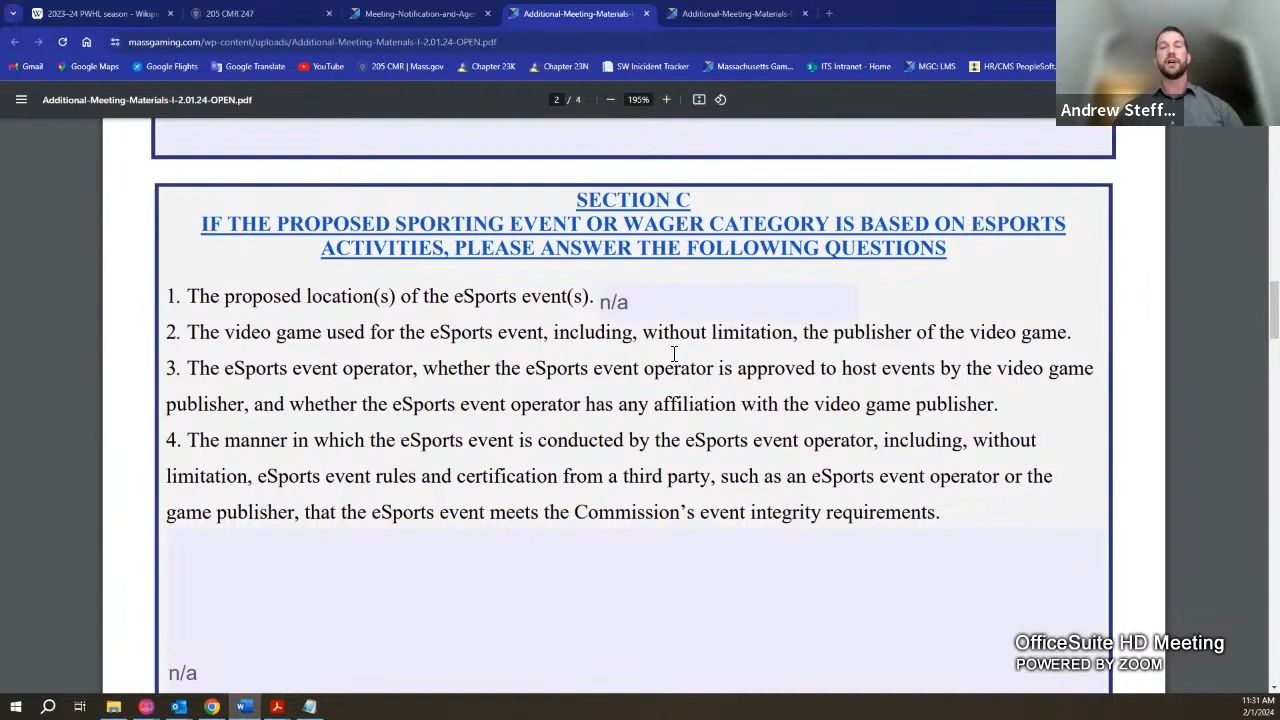 2023–24 PWHL season - Wikipe
205 CMR 247
Meeting-Notification-and-Age
Additional-Meeting-Materials-I
Additional-Meeting-Materials-I
massgaming.com/wp-content/uploads/Additional-Meeting-Materials-I-2.01.24-OPEN.pdf
Gmail
Google Maps
Google Flights
Google Translate
YouTube
205 CMR | Mass.gov
Chapter 23K
Chapter 23N
SW Inicident Tracker
Massachusetts Gam...
ITS Intranet - Home
MGC: LMS
HR/CMS PeopleSoft
Additional-Meeting-Materials-I-2.01.24-OPEN.pdf
2 / 4
195%
Andrew Steff...
SECTION C
IF THE PROPOSED SPORTING EVENT OR WAGER CATEGORY IS BASED ON ESPORTS
ACTIVITIES, PLEASE ANSWER THE FOLLOWING QUESTIONS
1. The proposed location(s) of the eSports event(s). n/a
2. The video game used for the eSports event, including, without limitation, the publisher of the video game.
3. The eSports event operator, whether the eSports event operator is approved to host events by the video game
publisher, and whether the eSports event operator has any affiliation with the video game publisher.
4. The manner in which the eSports event is conducted by the eSports event operator, including, without
limitation, eSports event rules and certification from a third party, such as an eSports event operator or the
game publisher, that the eSports event meets the Commission's event integrity requirements.
n/a
OfficeSuite HD Meeting
POWERED BY ZOOM
11:31 AM
2/1/2024